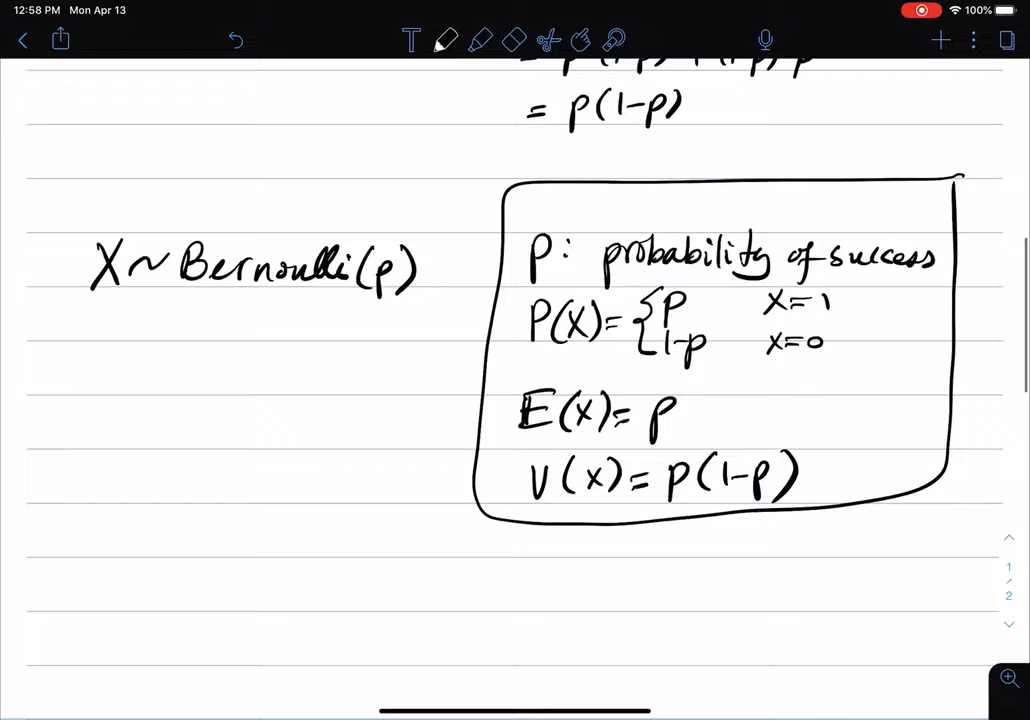 12:58 PM Mon Apr 13
100%
T
= p(1-p)
X~Bernoulli(p)
p: probability of success
P(X)= { p x=1
1-p x=0
E(x)= p
V(x)= p(1-p)
1
/
2